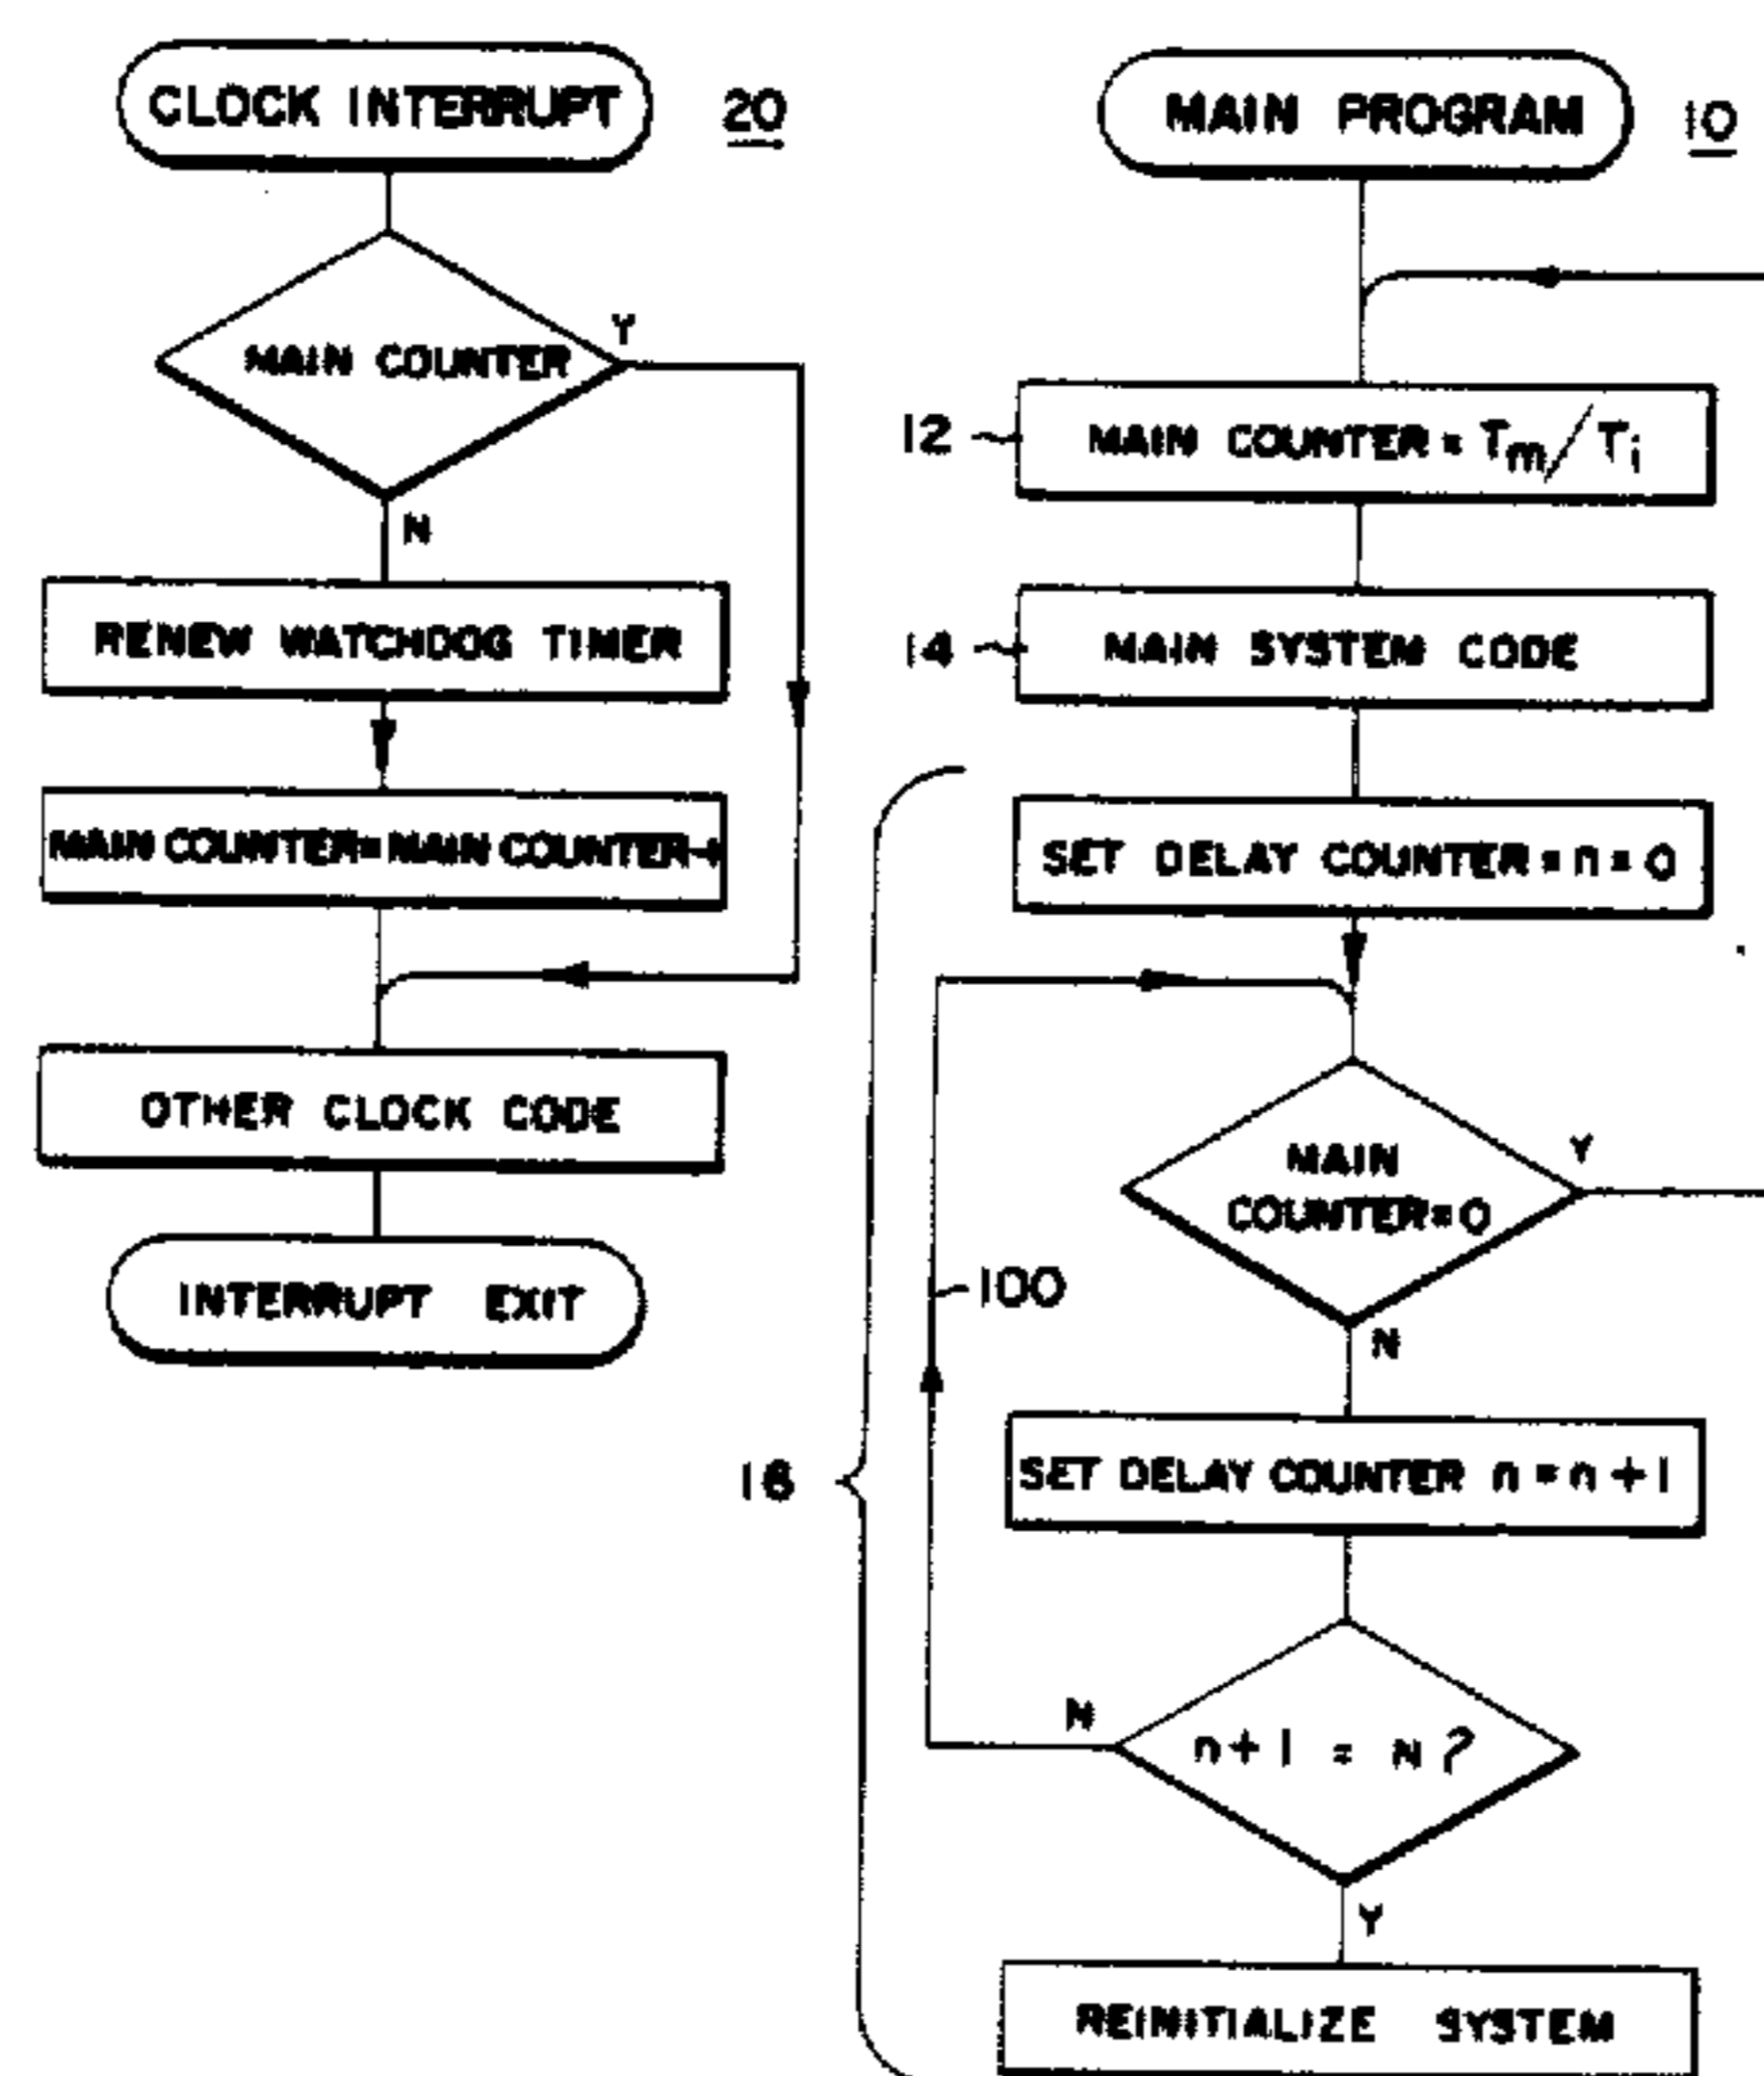 CLOCK INTERRUPT
20
MAIN COUNTER
Y
N
RENEW WATCHDOG TIMER
MAIN COUNTER=MAIN COUNTER-1
OTHER CLOCK CODE
INTERRUPT EXIT
MAIN PROGRAM
10
12
MAIN COUNTER = Tm/Ti
14
MAIN SYSTEM CODE
SET DELAY COUNTER = n = 0
MAIN
COUNTER=0
Y
100
N
16
SET DELAY COUNTER n = n + 1
N
n+1 = N?
Y
REINITIALIZE SYSTEM